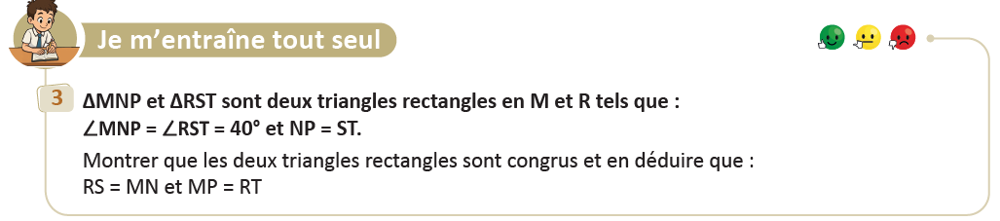 Je m’entraîne tout seul
3
ΔMNP et ΔRST sont deux triangles rectangles en M et R tels que :
∠MNP = ∠RST = 40° et NP = ST.
Montrer que les deux triangles rectangles sont congrus et en déduire que :
RS = MN et MP = RT